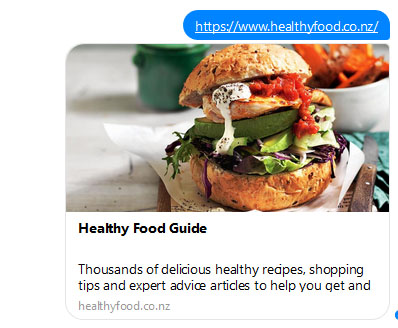 https://www.healthyfood.co.nz/
Healthy Food Guide
Thousands of delicious healthy recipes, shopping
tips and expert advice articles to help you get and
healthyfood.co.nz